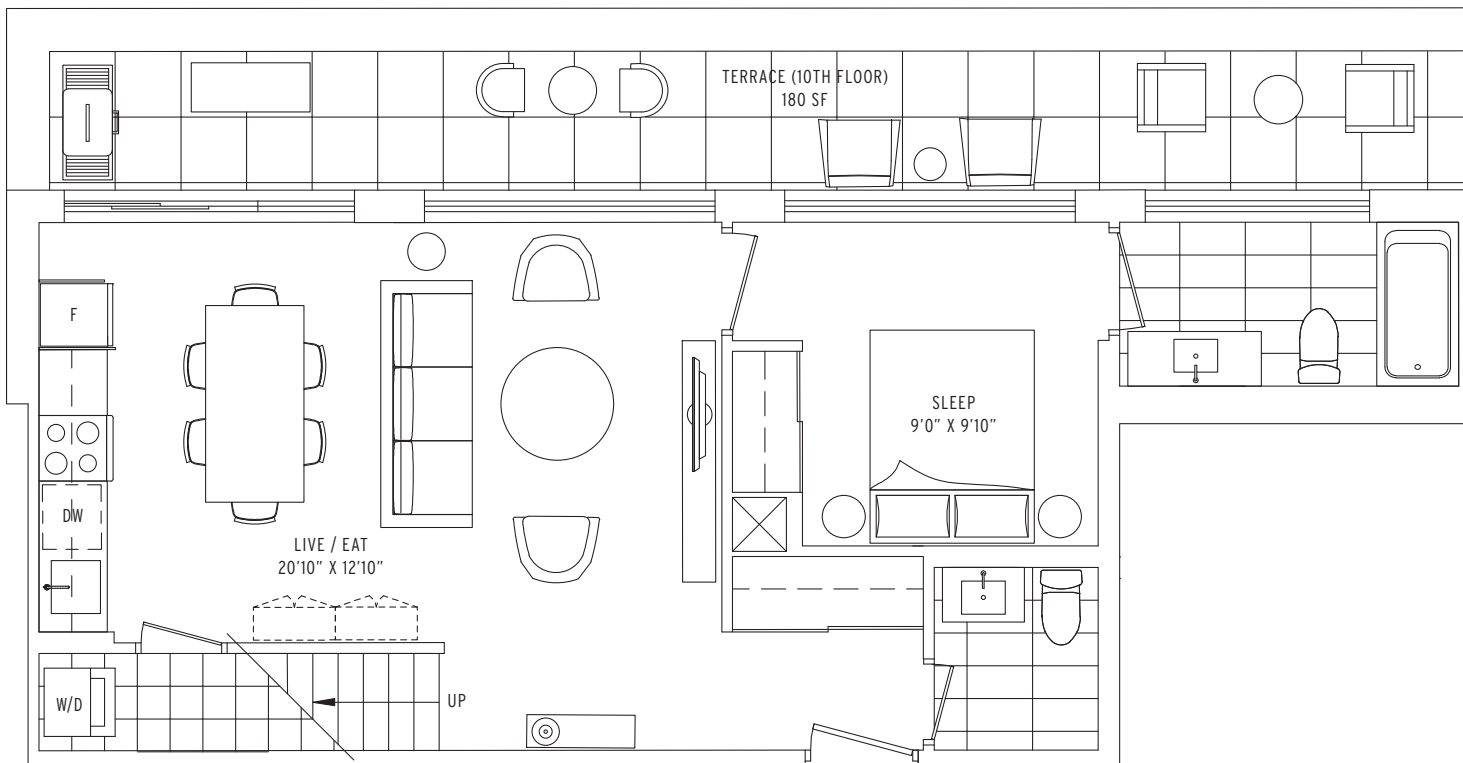 TERRACE (10TH FLOOR)
180 SF
F
SLEEP
9'0" X 9'10"
DW
LIVE / EAT
20'10" X 12'10"
W/D
UP